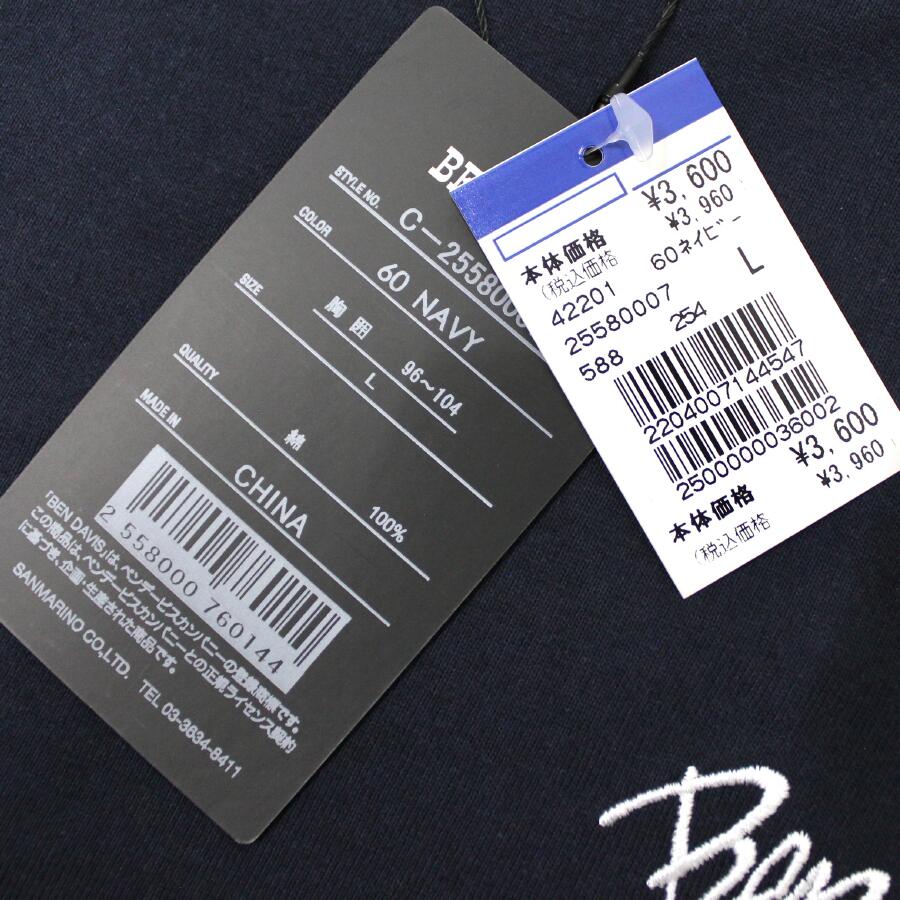 STYLE NO. C-2558000
COLOR 60 NAVY
SIZE 胸囲 96~104
L
QUALITY 綿 100%
MADE IN CHINA
2 558000 760144
「BEN DAVIS」は、ベンデービスカンパニーの登録商標です。
この商品は、ベンデービスカンパニーとの正規ライセンス契約
に基づき、企画・生産された商品です。
SANMARINO CO.,LTD. TEL 03-3634-8411
本体価格 ¥3,600
(税込)価格 ¥3,960
42201 60ネイビー L
25580007
588 254
2204007144547
2500000036002
本体価格 ¥3,600
(税込)価格 ¥3,960
Ben